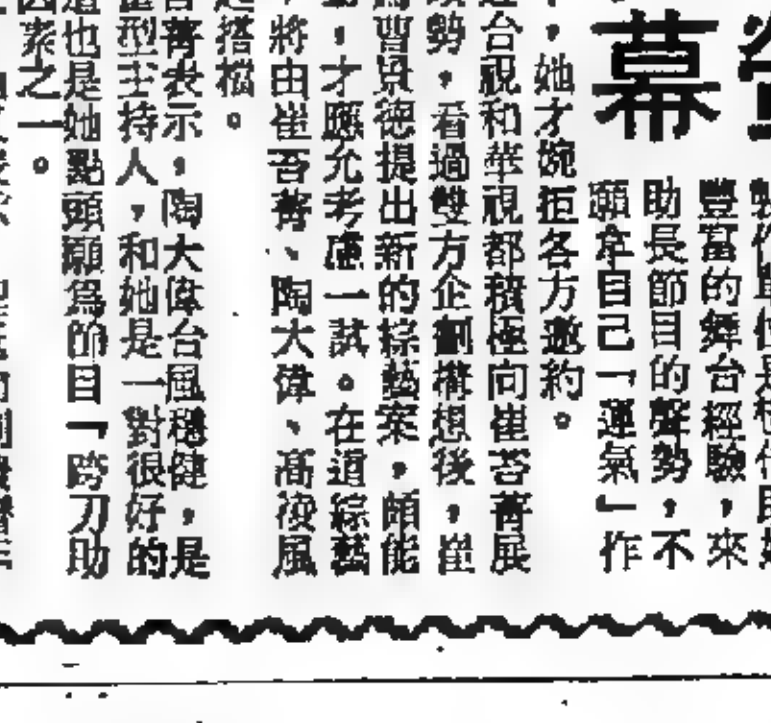 幕
豐富的舞台經驗，來
助長節目的聲勢，不
願拿自己「運氣」作
，她才婉拒各方邀約。
台視和華視都積極向崔苔菁展
勢，看過雙方企劃構想後，崔
曹景德提出新的綜藝案，頗能
，才應允考慮一試。在這綜藝
，將由崔苔菁、陶大偉、高凌風
搭檔。
菁表示，陶大偉台風穩健，是
型主持人，和她是一對很好的
這也是她點頭願為節目「跨刀助
因素之一。